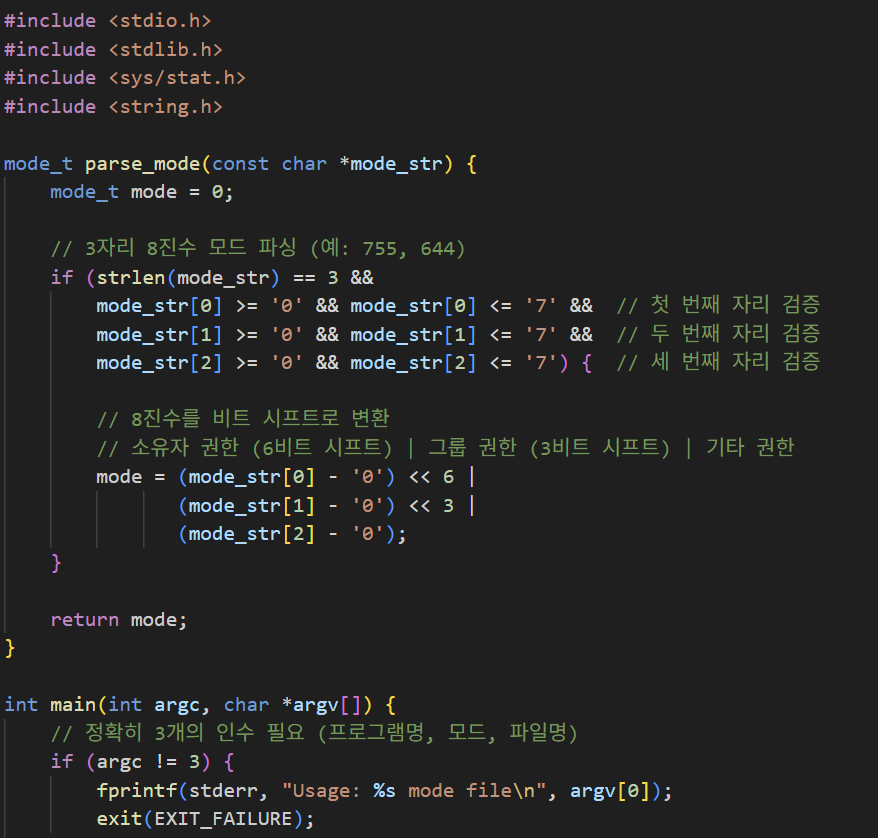 #include <stdio.h>
#include <stdlib.h>
#include <sys/stat.h>
#include <string.h>
mode_t parse_mode(const char *mode_str) {
mode_t mode = 0;
// 3자리 8진수 모드 파싱 (예: 755, 644)
if (strlen(mode_str) == 3 &&
mode_str[0] >= '0' && mode_str[0] <= '7' && // 첫 번째 자리 검증
mode_str[1] >= '0' && mode_str[1] <= '7' && // 두 번째 자리 검증
mode_str[2] >= '0' && mode_str[2] <= '7') { // 세 번째 자리 검증
// 8진수를 비트 시프트로 변환
// 소유자 권한 (6비트 시프트) | 그룹 권한 (3비트 시프트) | 기타 권한
mode = (mode_str[0] - '0') << 6 |
(mode_str[1] - '0') << 3 |
(mode_str[2] - '0');
}
return mode;
}
int main(int argc, char *argv[]) {
// 정확히 3개의 인수 필요 (프로그램명, 모드, 파일명)
if (argc != 3) {
fprintf(stderr, "Usage: %s mode file\n", argv[0]);
exit(EXIT_FAILURE);